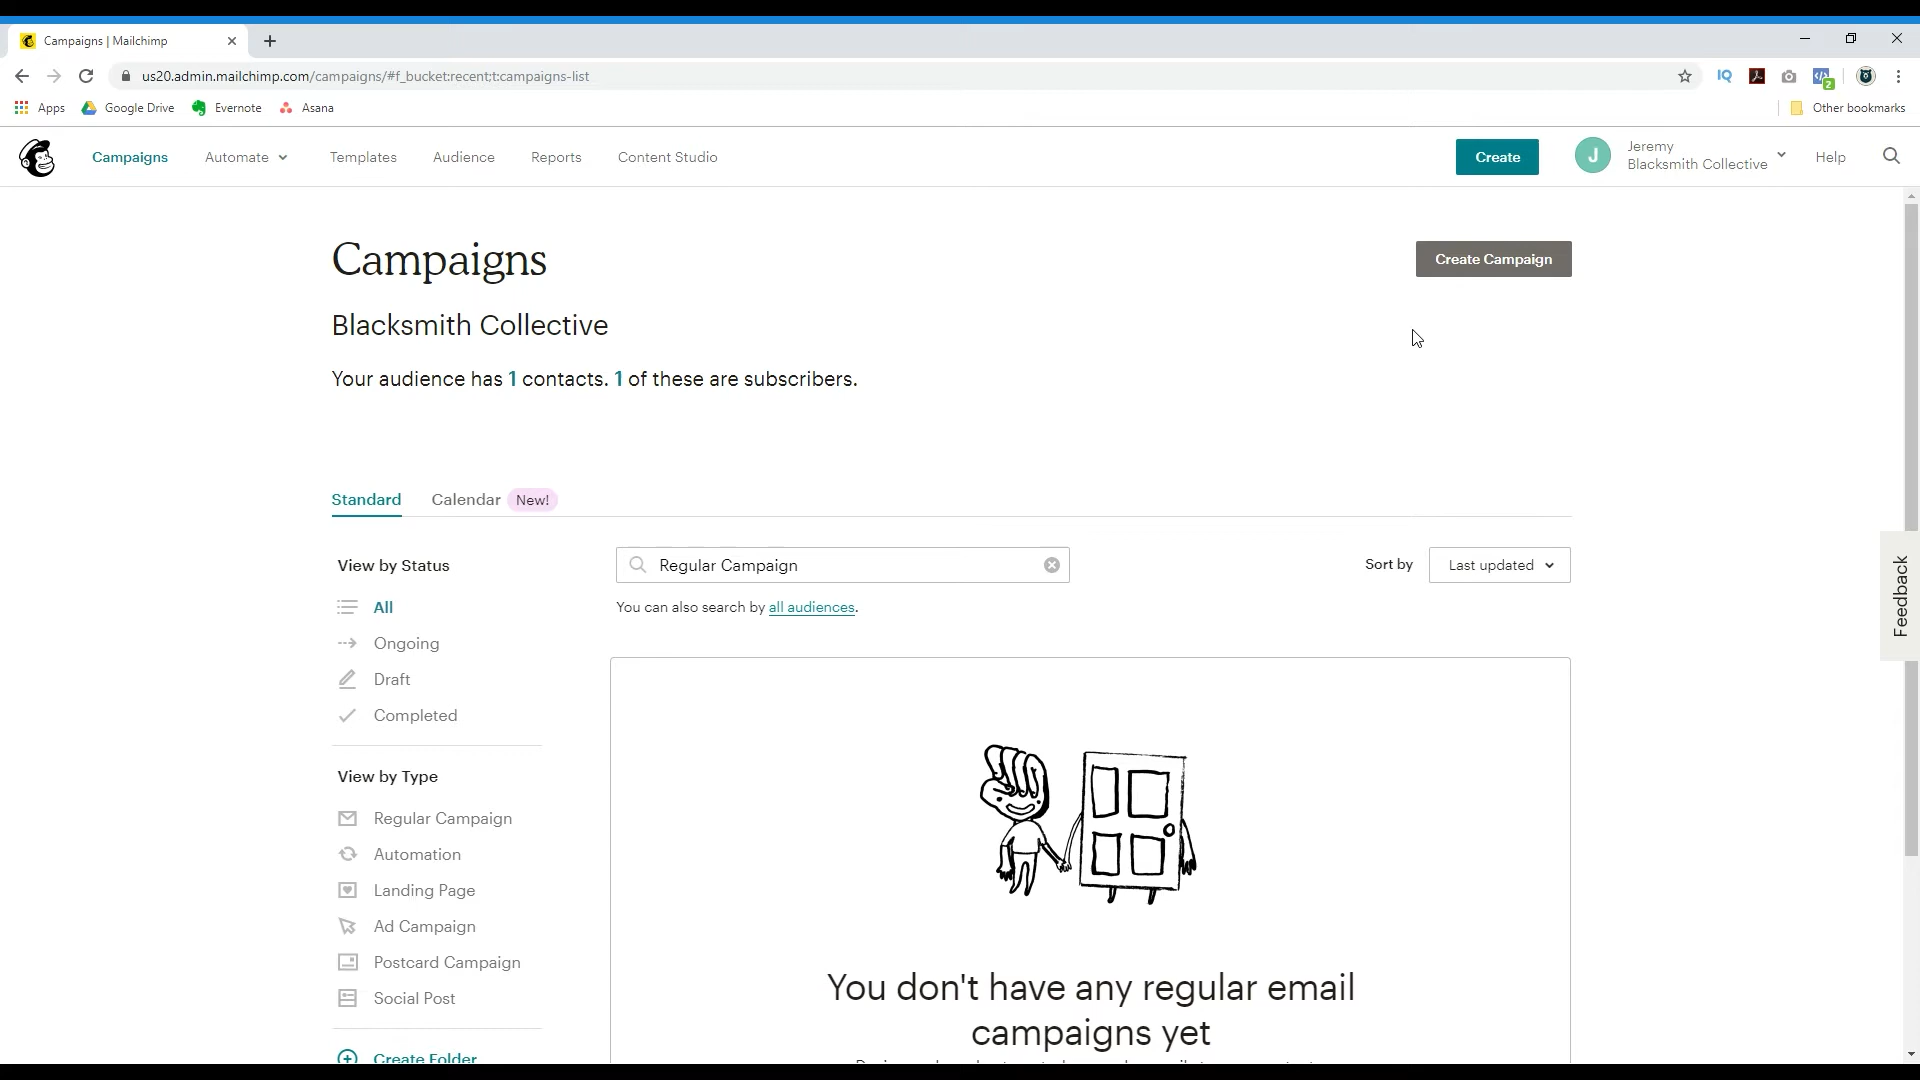 Campaigns | Mailchimp
us20.admin.mailchimp.com/campaigns/#f_bucket:recent;t:campaigns-list
IQ
2
Apps Google Drive Evernote Asana Other bookmarks
Campaigns Automate Templates Audience Reports Content Studio Create J Jeremy
Blacksmith Collective Help
Campaigns Create Campaign
Blacksmith Collective
Your audience has 1 contacts. 1 of these are subscribers.
Standard Calendar New!
View by Status Regular Campaign Sort by Last updated
All You can also search by all audiences.
Ongoing
Draft
Completed
View by Type
Regular Campaign
Automation
Landing Page
Ad Campaign
Postcard Campaign
Social Post
Create Folder
You don't have any regular email
campaigns yet
Feedback